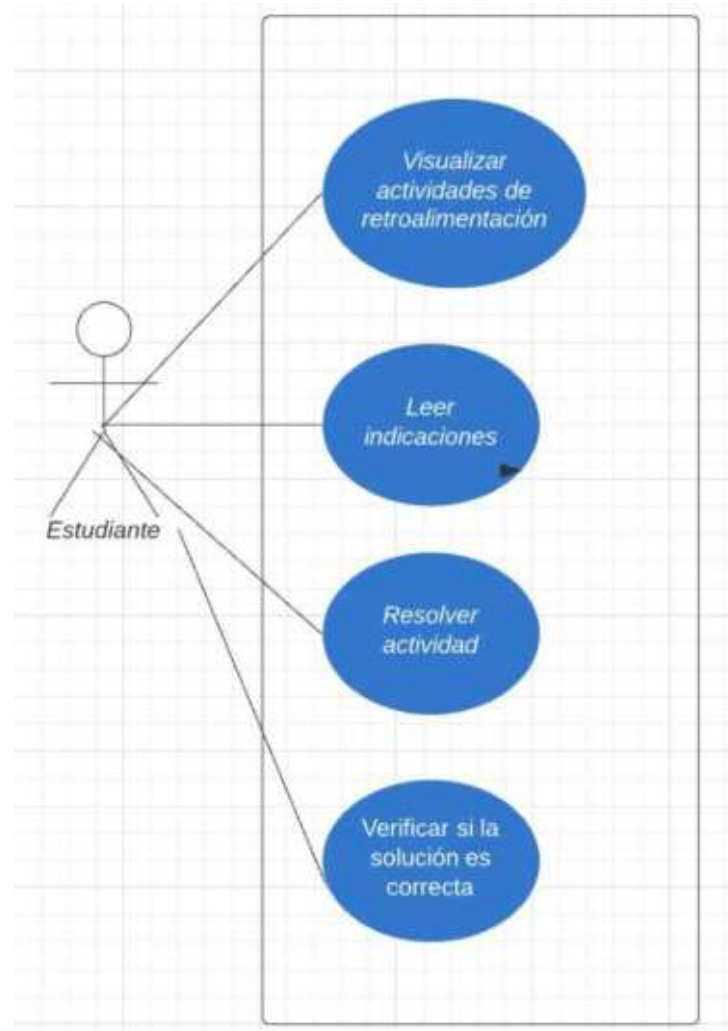 Visualizar
actividades de
retroalimentación
Leer
indicaciones
Estudiante
Resolver
actividad
Verificar si la
solución es
correcta